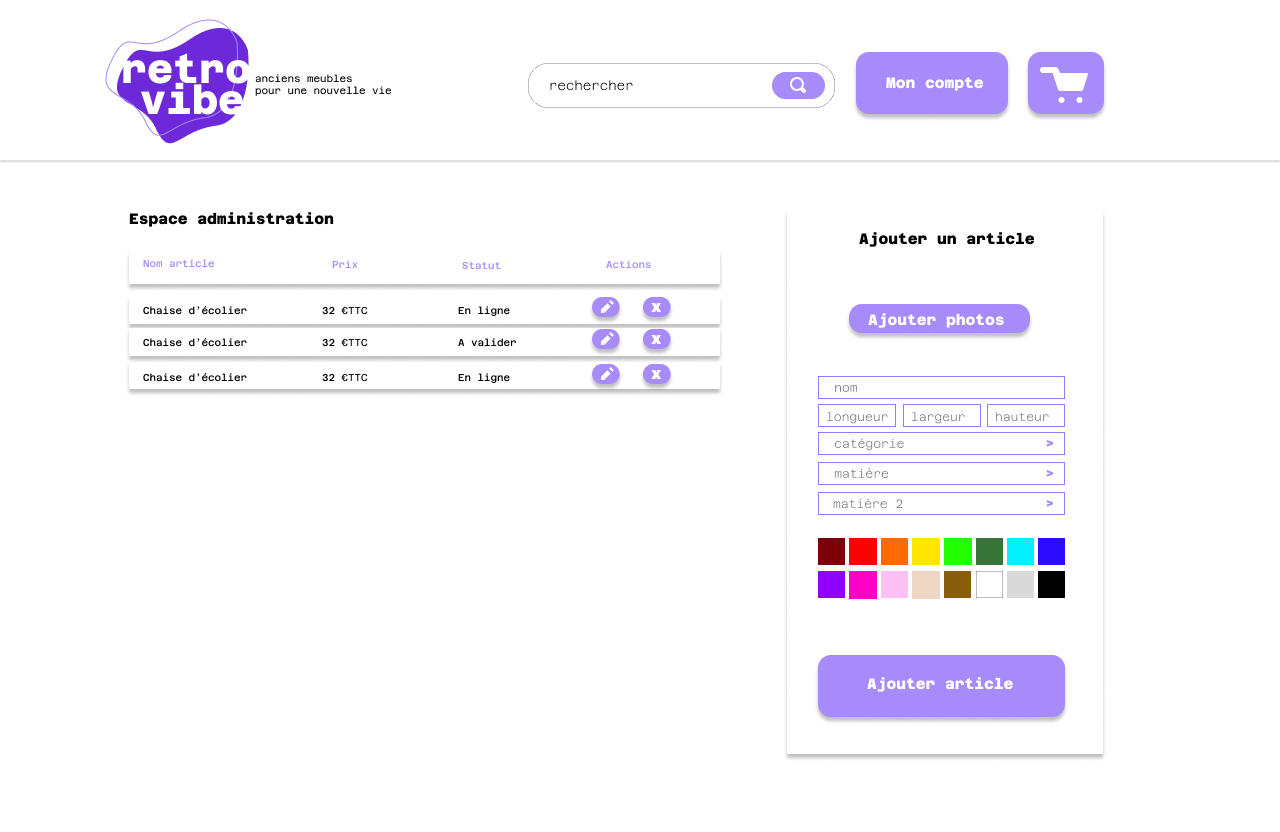 retro
vibe
anciens meubles
pour une nouvelle vie
rechercher
Mon compte
Espace administration
Nom article Prix Statut Actions
Chaise d'écolier 32 €TTC En ligne X
Chaise d'écolier 32 €TTC A valider X
Chaise d'écolier 32 €TTC En ligne X
Ajouter un article
Ajouter photos
nom
longueur largeur hauteur
catégorie >
matière >
matière 2 >
Ajouter article